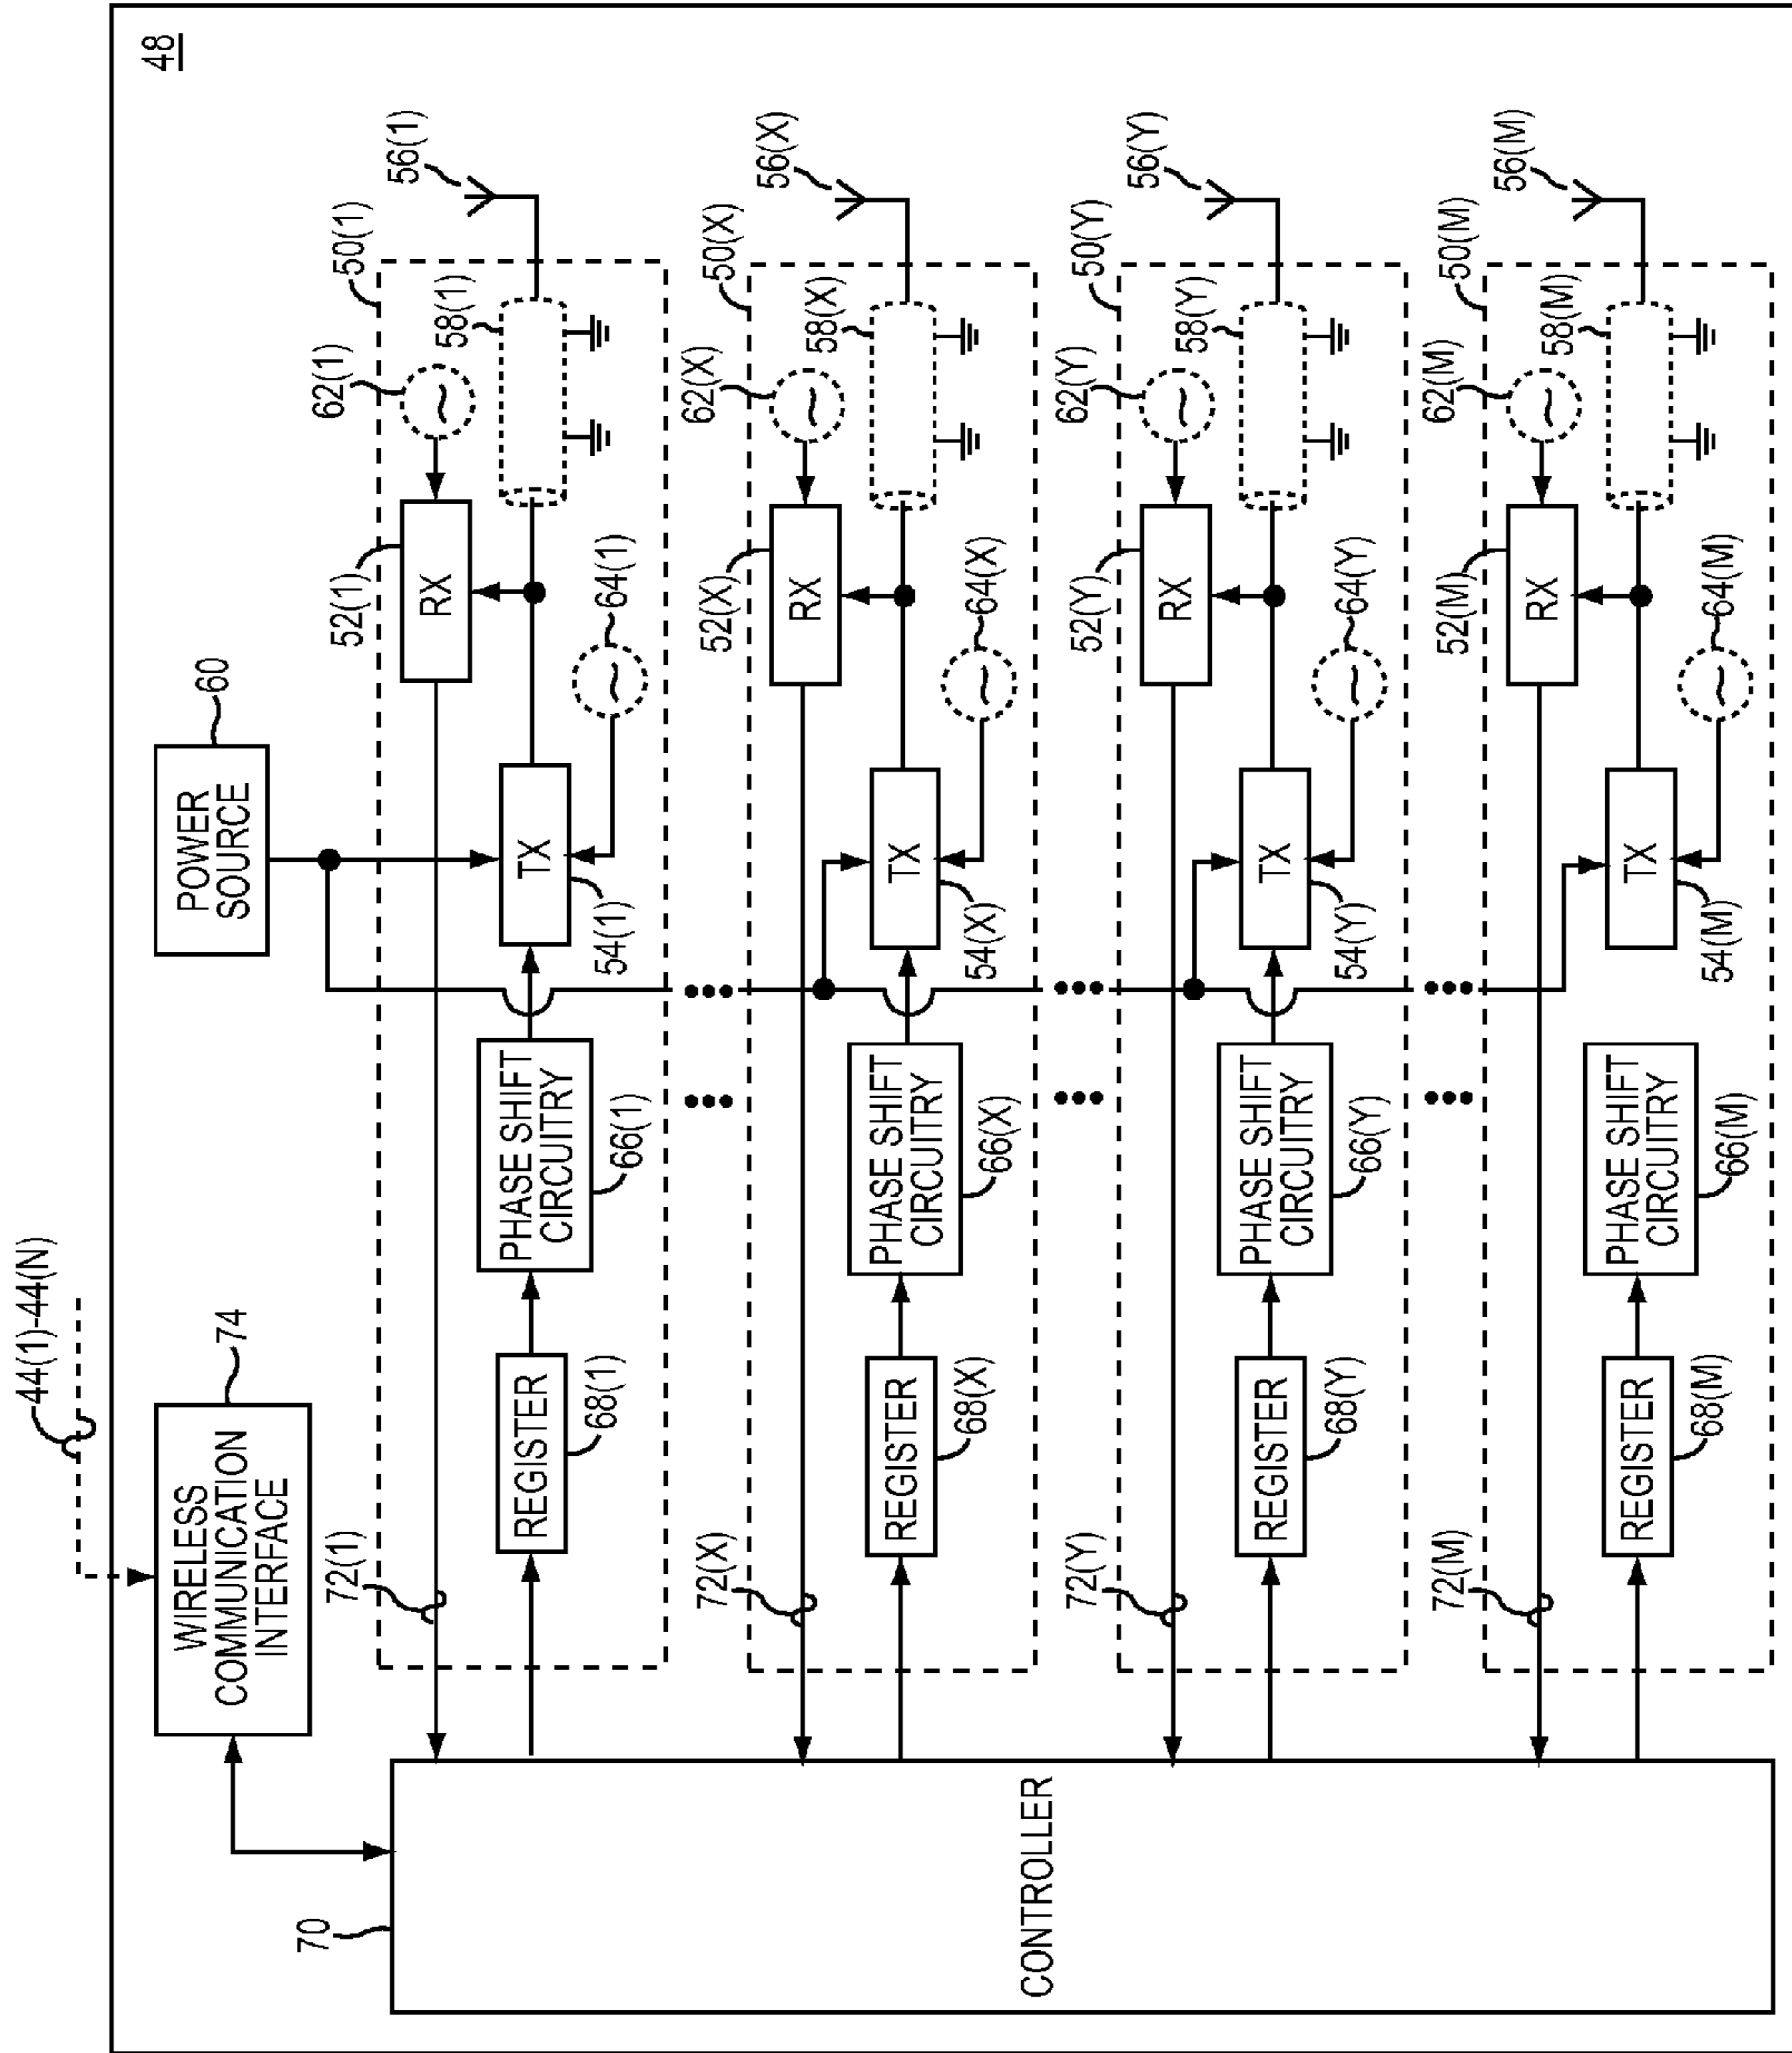 48
44(1)-44(N)
74
WIRELESS
COMMUNICATION
INTERFACE
60
POWER
SOURCE
70
CONTROLLER
72(1)
REGISTER
68(1)
PHASE SHIFT
CIRCUITRY
66(1)
TX
54(1)
64(1)
52(1)
RX
62(1)
58(1)
50(1)
56(1)
72(X)
REGISTER
68(X)
PHASE SHIFT
CIRCUITRY
66(X)
TX
54(X)
64(X)
52(X)
RX
62(X)
58(X)
50(X)
56(X)
72(Y)
REGISTER
68(Y)
PHASE SHIFT
CIRCUITRY
66(Y)
TX
54(Y)
64(Y)
52(Y)
RX
62(Y)
58(Y)
50(Y)
56(Y)
72(M)
REGISTER
68(M)
PHASE SHIFT
CIRCUITRY
66(M)
TX
54(M)
64(M)
52(M)
RX
62(M)
58(M)
50(M)
56(M)